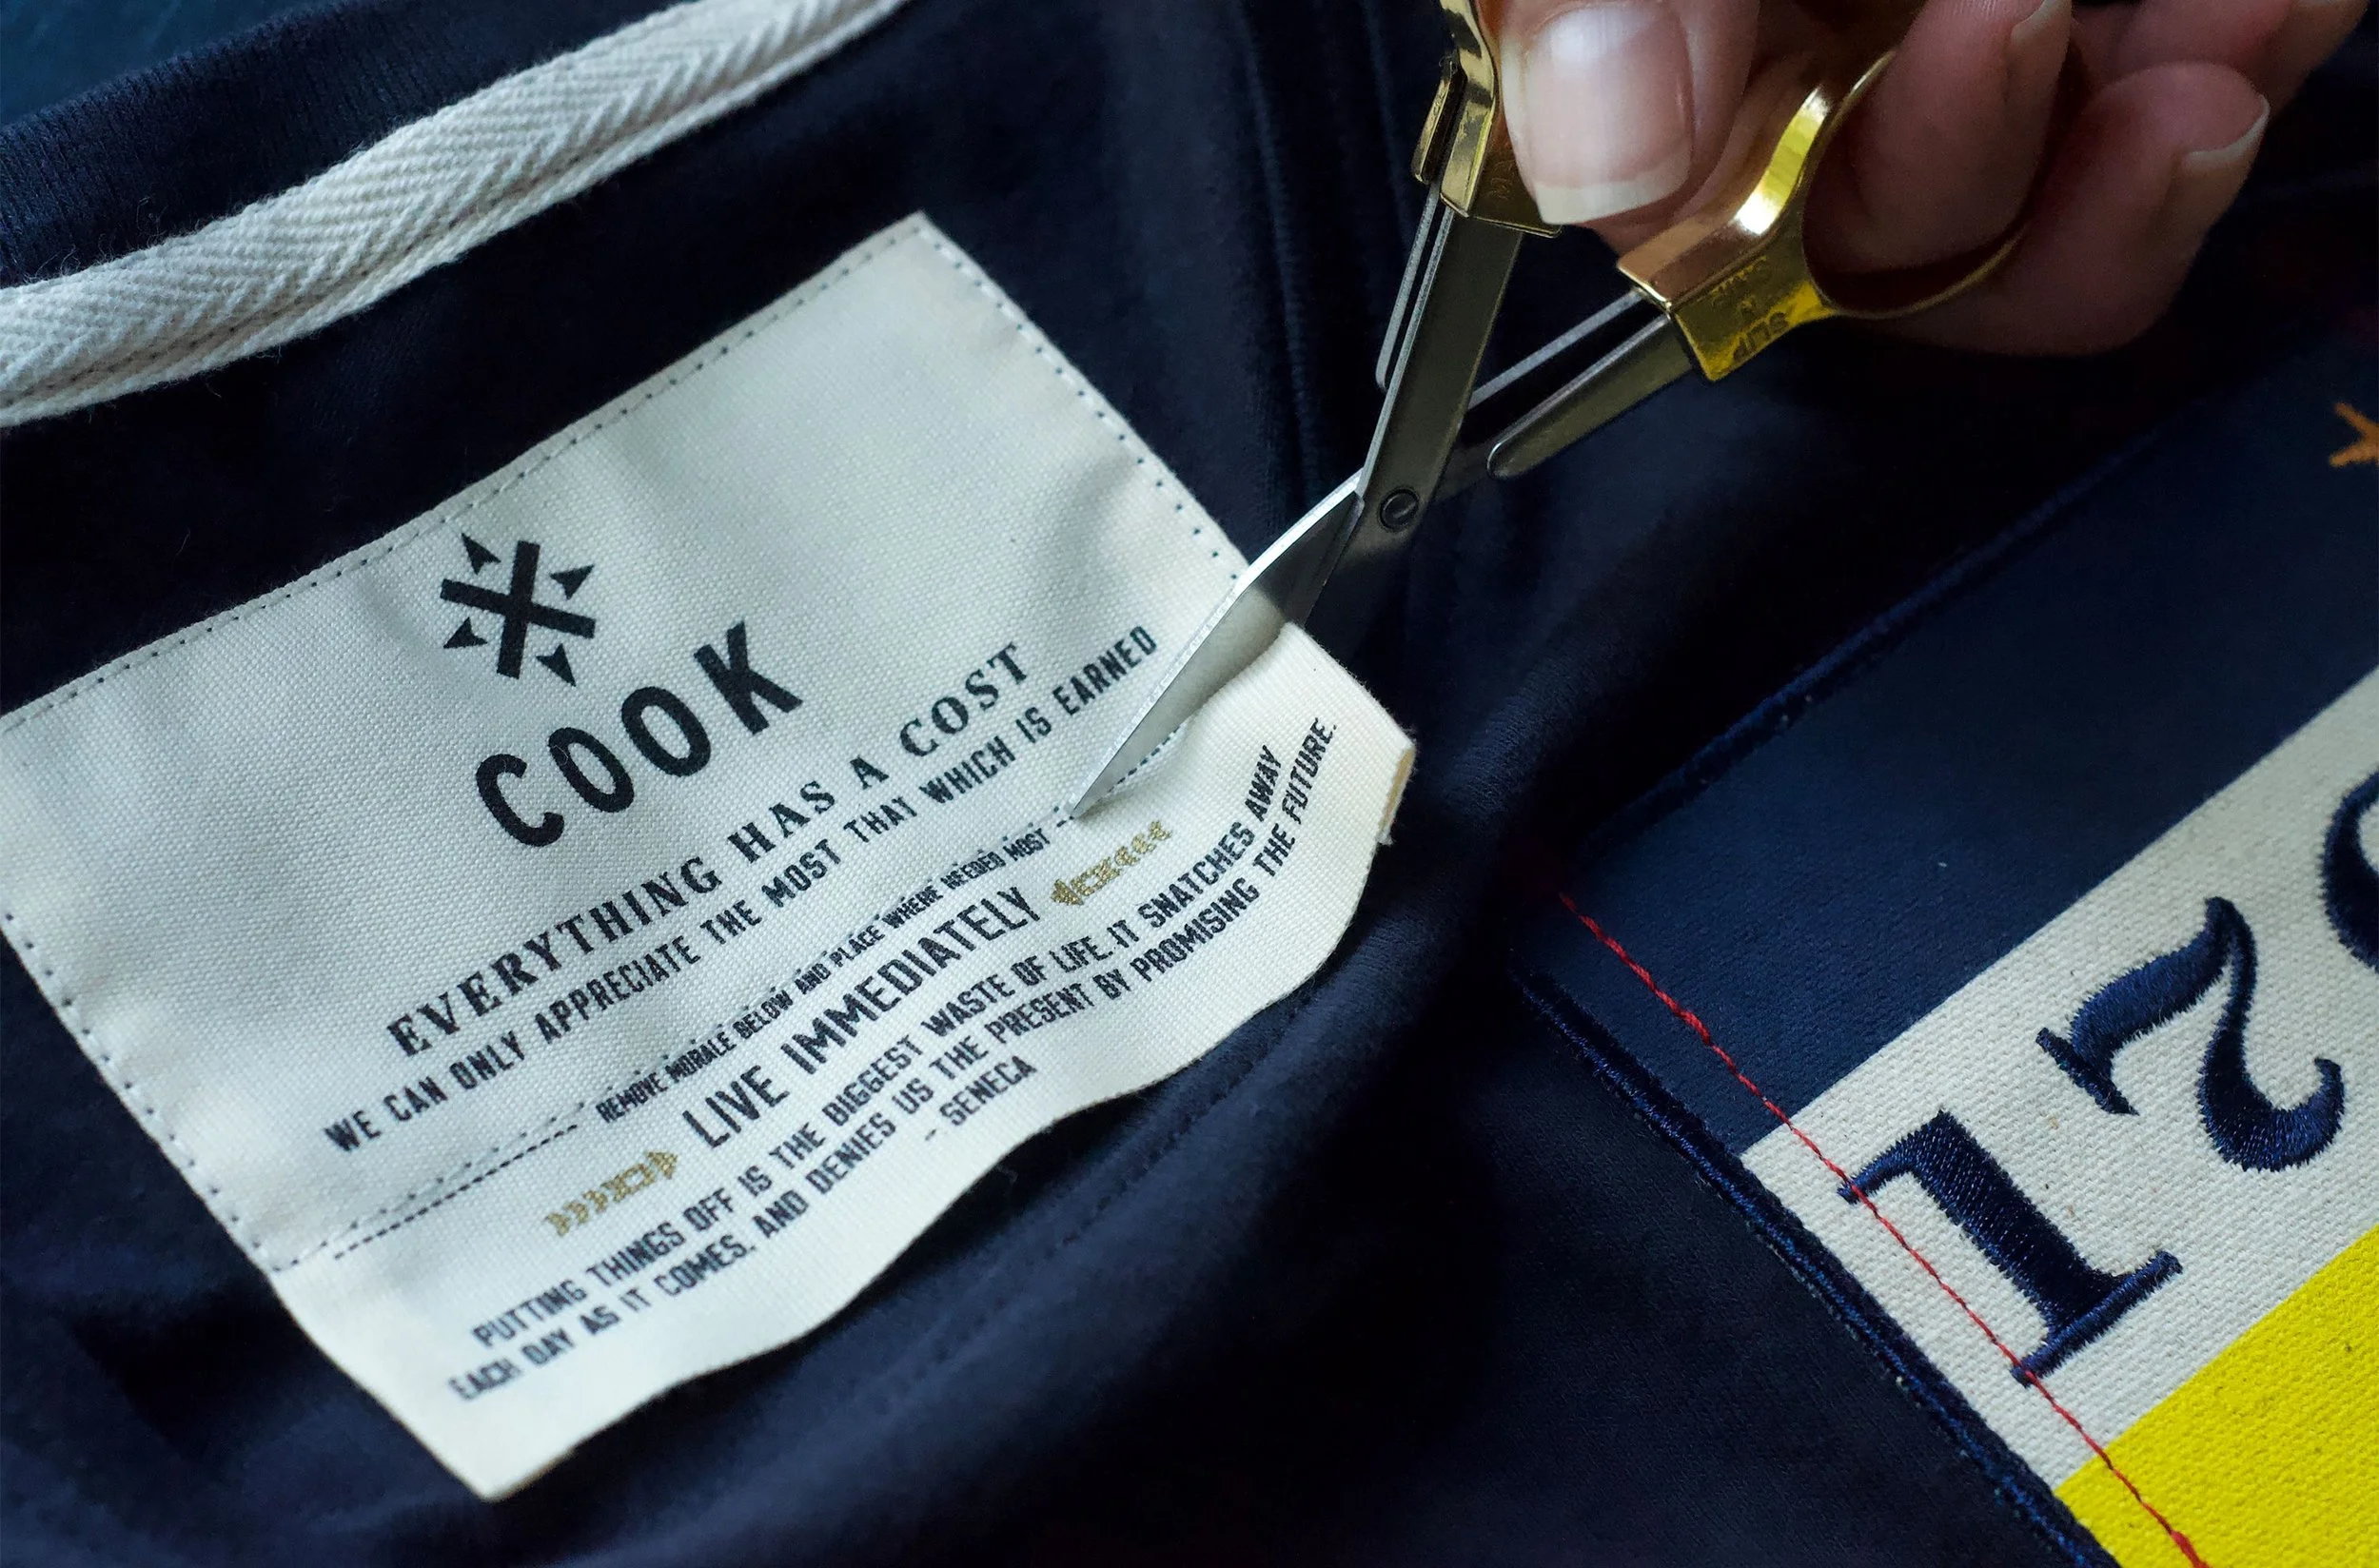 COOK
EVERYTHING HAS A COST
WE CAN ONLY APPRECIATE THE MOST THAT WHICH IS EARNED
REMOVE MORALE BELOW AND PLACE WHERE NEEDED MOST
LIVE IMMEDIATELY
PUTTING THINGS OFF IS THE BIGGEST WASTE OF LIFE. IT SNATCHES AWAY
EACH DAY AS IT COMES, AND DENIES US THE PRESENT BY PROMISING THE FUTURE.
- SENECA
SLIP
N
SNIP
17